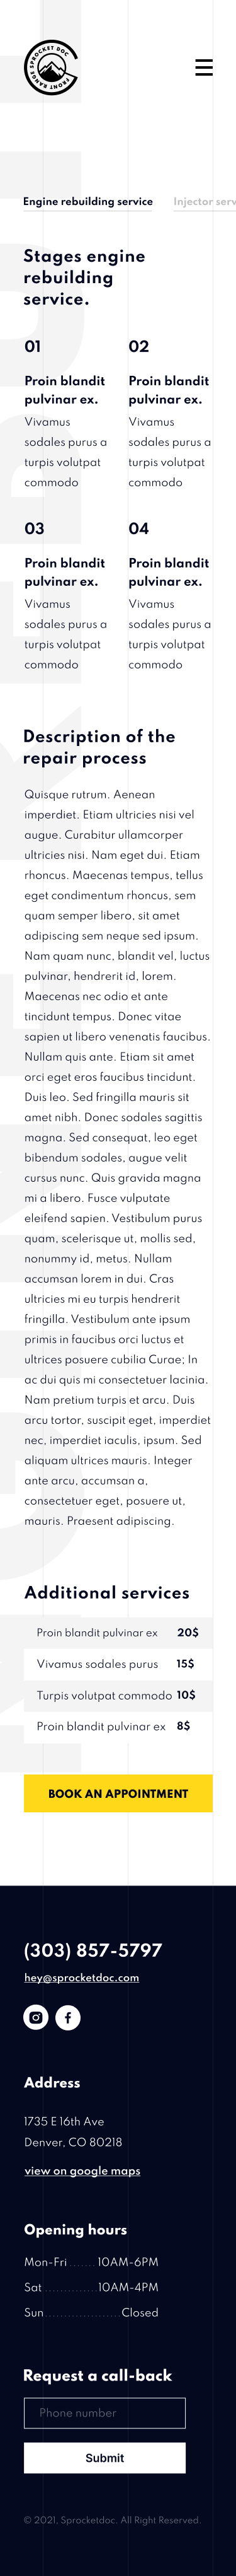 SPROCKET DOC
FRONT RANGE
Engine rebuilding service
Injector serv
Stages engine
rebuilding
service.
01
02
Proin blandit
pulvinar ex.
Vivamus
sodales purus a
turpis volutpat
commodo
Proin blandit
pulvinar ex.
Vivamus
sodales purus a
turpis volutpat
commodo
03
04
Proin blandit
pulvinar ex.
Vivamus
sodales purus a
turpis volutpat
commodo
Proin blandit
pulvinar ex.
Vivamus
sodales purus a
turpis volutpat
commodo
Description of the
repair process
Quisque rutrum. Aenean
imperdiet. Etiam ultricies nisi vel
augue. Curabitur ullamcorper
ultricies nisi. Nam eget dui. Etiam
rhoncus. Maecenas tempus, tellus
eget condimentum rhoncus, sem
quam semper libero, sit amet
adipiscing sem neque sed ipsum.
Nam quam nunc, blandit vel, luctus
pulvinar, hendrerit id, lorem.
Maecenas nec odio et ante
tincidunt tempus. Donec vitae
sapien ut libero venenatis faucibus.
Nullam quis ante. Etiam sit amet
orci eget eros faucibus tincidunt.
Duis leo. Sed fringilla mauris sit
amet nibh. Donec sodales sagittis
magna. Sed consequat, leo eget
bibendum sodales, augue velit
cursus nunc. Quis gravida magna
mi a libero. Fusce vulputate
eleifend sapien. Vestibulum purus
quam, scelerisque ut, mollis sed,
nonummy id, metus. Nullam
accumsan lorem in dui. Cras
ultricies mi eu turpis hendrerit
fringilla. Vestibulum ante ipsum
primis in faucibus orci luctus et
ultrices posuere cubilia Curae; In
ac dui quis mi consectetuer lacinia.
Nam pretium turpis et arcu. Duis
arcu tortor, suscipit eget, imperdiet
nec, imperdiet iaculis, ipsum. Sed
aliquam ultrices mauris. Integer
ante arcu, accumsan a,
consectetuer eget, posuere ut,
mauris. Praesent adipiscing.
Additional services
Proin blandit pulvinar ex 20$
Vivamus sodales purus 15$
Turpis volutpat commodo 10$
Proin blandit pulvinar ex 8$
BOOK AN APPOINTMENT
(303) 857-5797
hey@sprocketdoc.com
Address
1735 E 16th Ave
Denver, CO 80218
view on google maps
Opening hours
Mon-Fri ....... 10AM-6PM
Sat .............. 10AM-4PM
Sun ................... Closed
Request a call-back
Phone number
Submit
© 2021, Sprocketdoc. All Right Reserved.